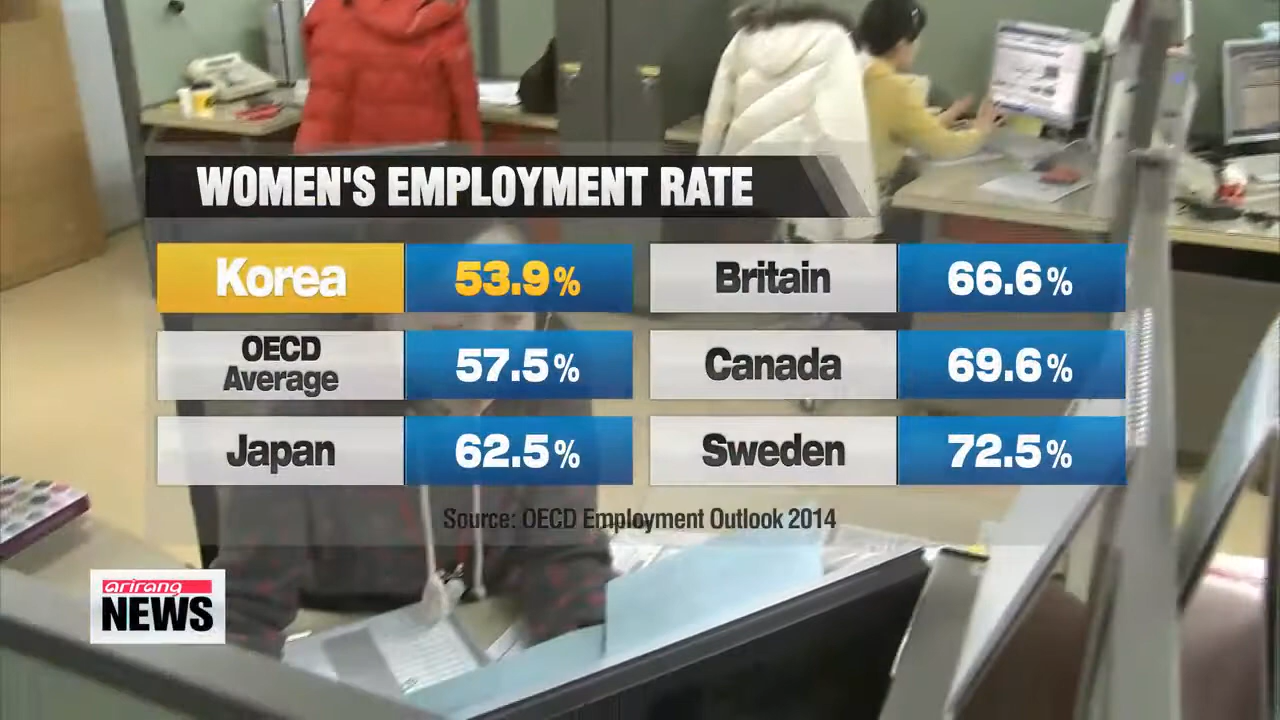 WOMEN'S EMPLOYMENT RATE
Korea 53.9%
OECD Average 57.5%
Japan 62.5%
Britain 66.6%
Canada 69.6%
Sweden 72.5%
Source: OECD Employment Outlook 2014
arirang
NEWS